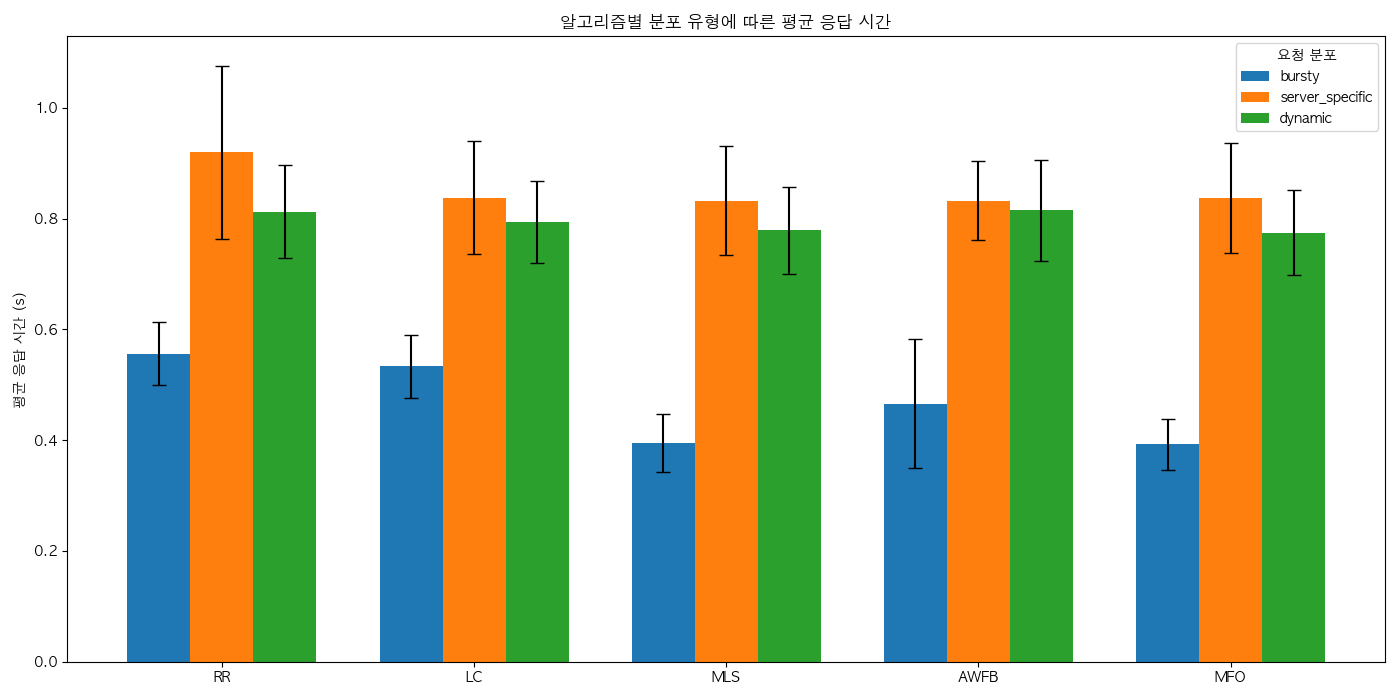 알고리즘별 분포 유형에 따른 평균 응답 시간
요청 분포
bursty
server_specific
dynamic
평균 응답 시간 (s)
1.0
0.8
0.6
0.4
0.2
0.0
RR
LC
MLS
AWFB
MFO